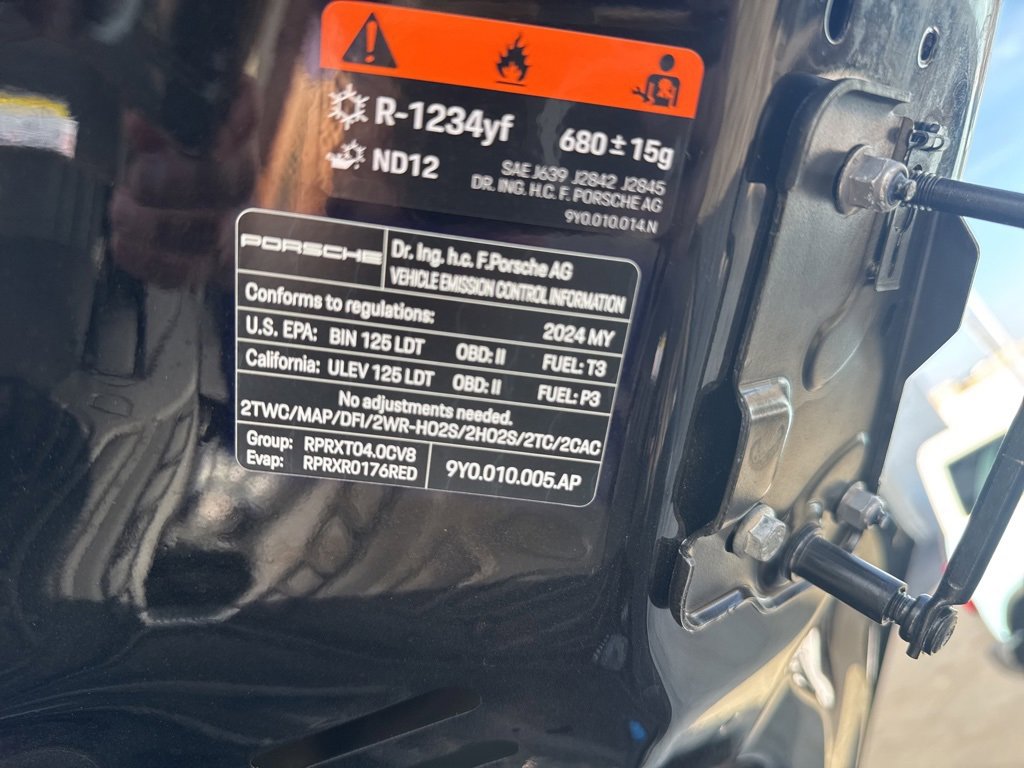 R-1234yf 680 ± 15g
ND12
SAE J639 J2842 J2845
DR. ING. H.C. F. PORSCHE AG
9Y0.010.014.N
PORSCHE
Dr. Ing. h.c. F.Porsche AG
VEHICLE EMISSION CONTROL INFORMATION
Conforms to regulations: 2024 MY
U.S. EPA: BIN 125 LDT OBD: II FUEL: T3
California: ULEV 125 LDT OBD: II FUEL: P3
No adjustments needed.
2TWC/MAP/DFI/2WR-HO2S/2HO2S/2TC/2CAC
Group: RPRXT04.0CV8
Evap: RPRXR0176RED
9Y0.010.005.AP